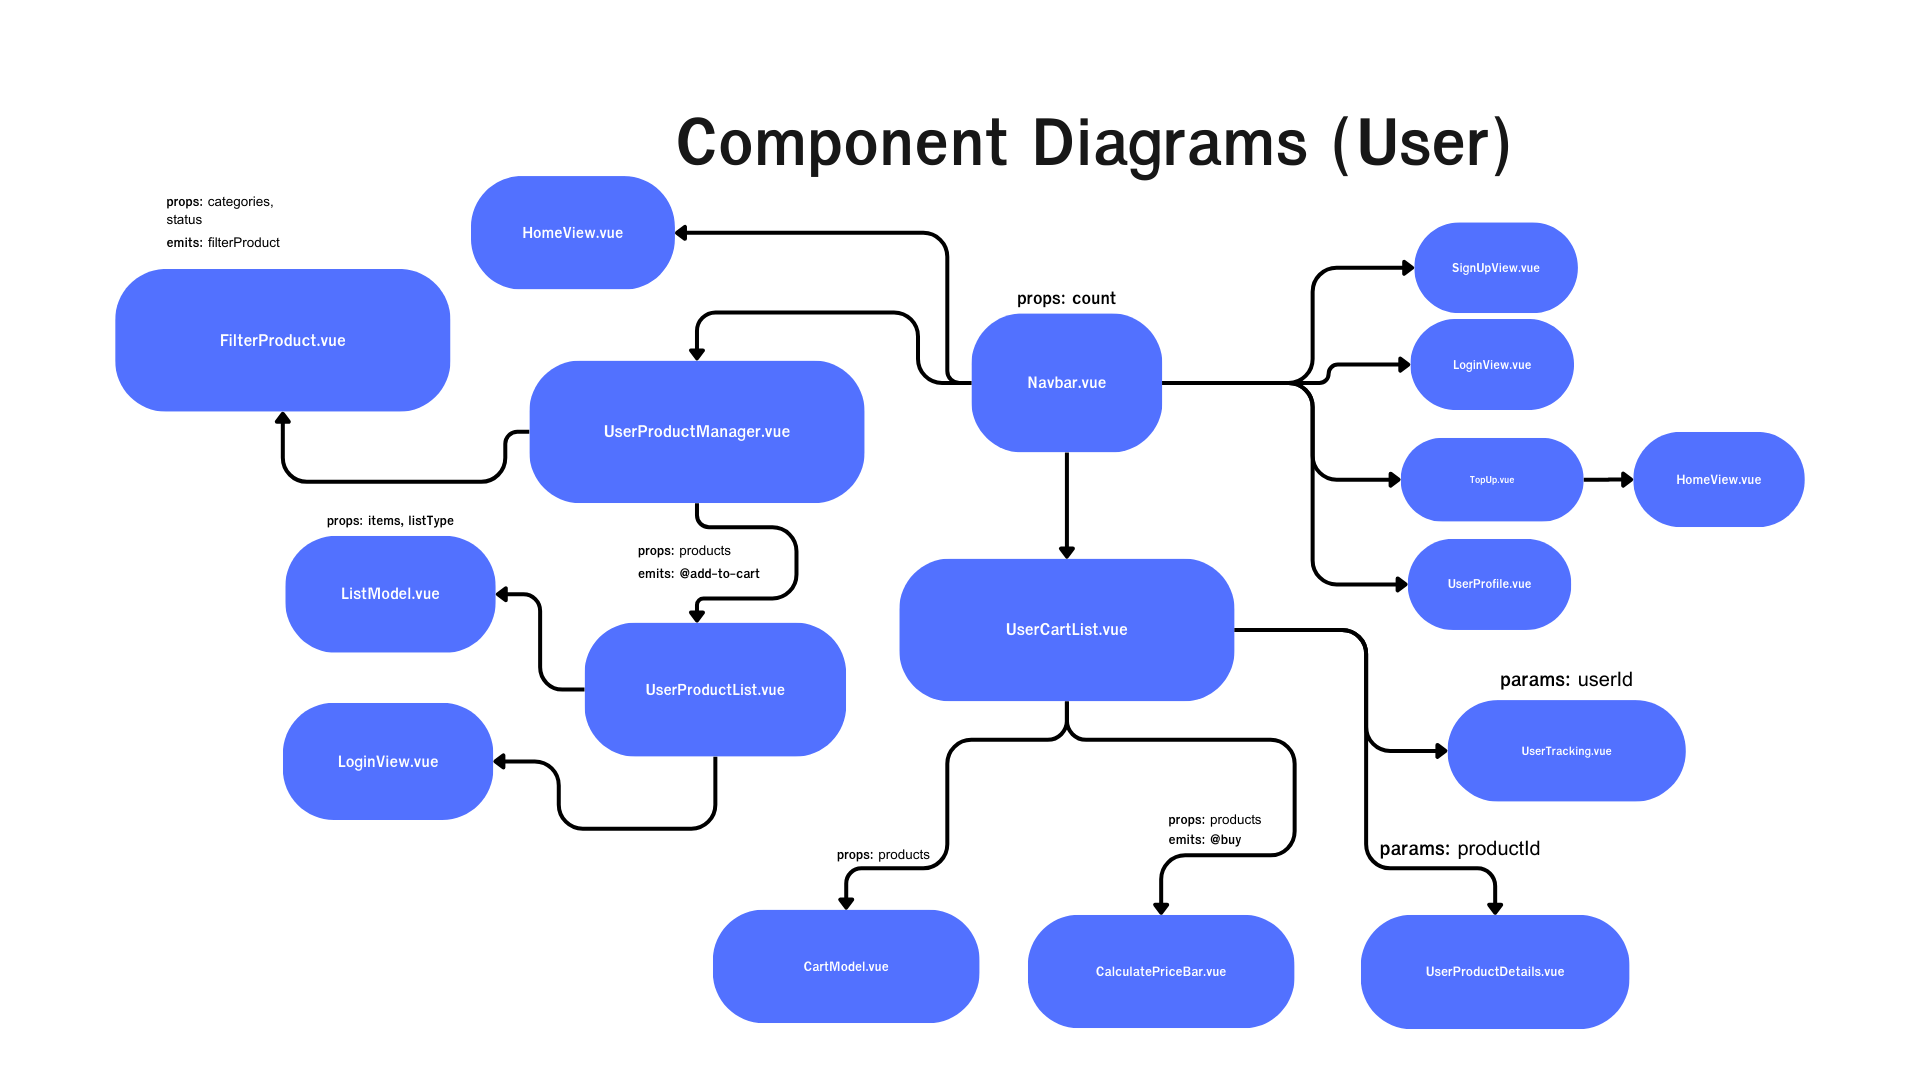 Component Diagrams (User)
props: categories,
status
emits: filterProduct
HomeView.vue
FilterProduct.vue
props: count
Navbar.vue
SignUpView.vue
LoginView.vue
TopUp.vue
HomeView.vue
UserProfile.vue
UserProductManager.vue
props: items, listType
ListModel.vue
props: products
emits: @add-to-cart
UserProductList.vue
LoginView.vue
UserCartList.vue
params: userId
UserTracking.vue
props: products
emits: @buy
props: products
params: productId
CartModel.vue
CalculatePriceBar.vue
UserProductDetails.vue